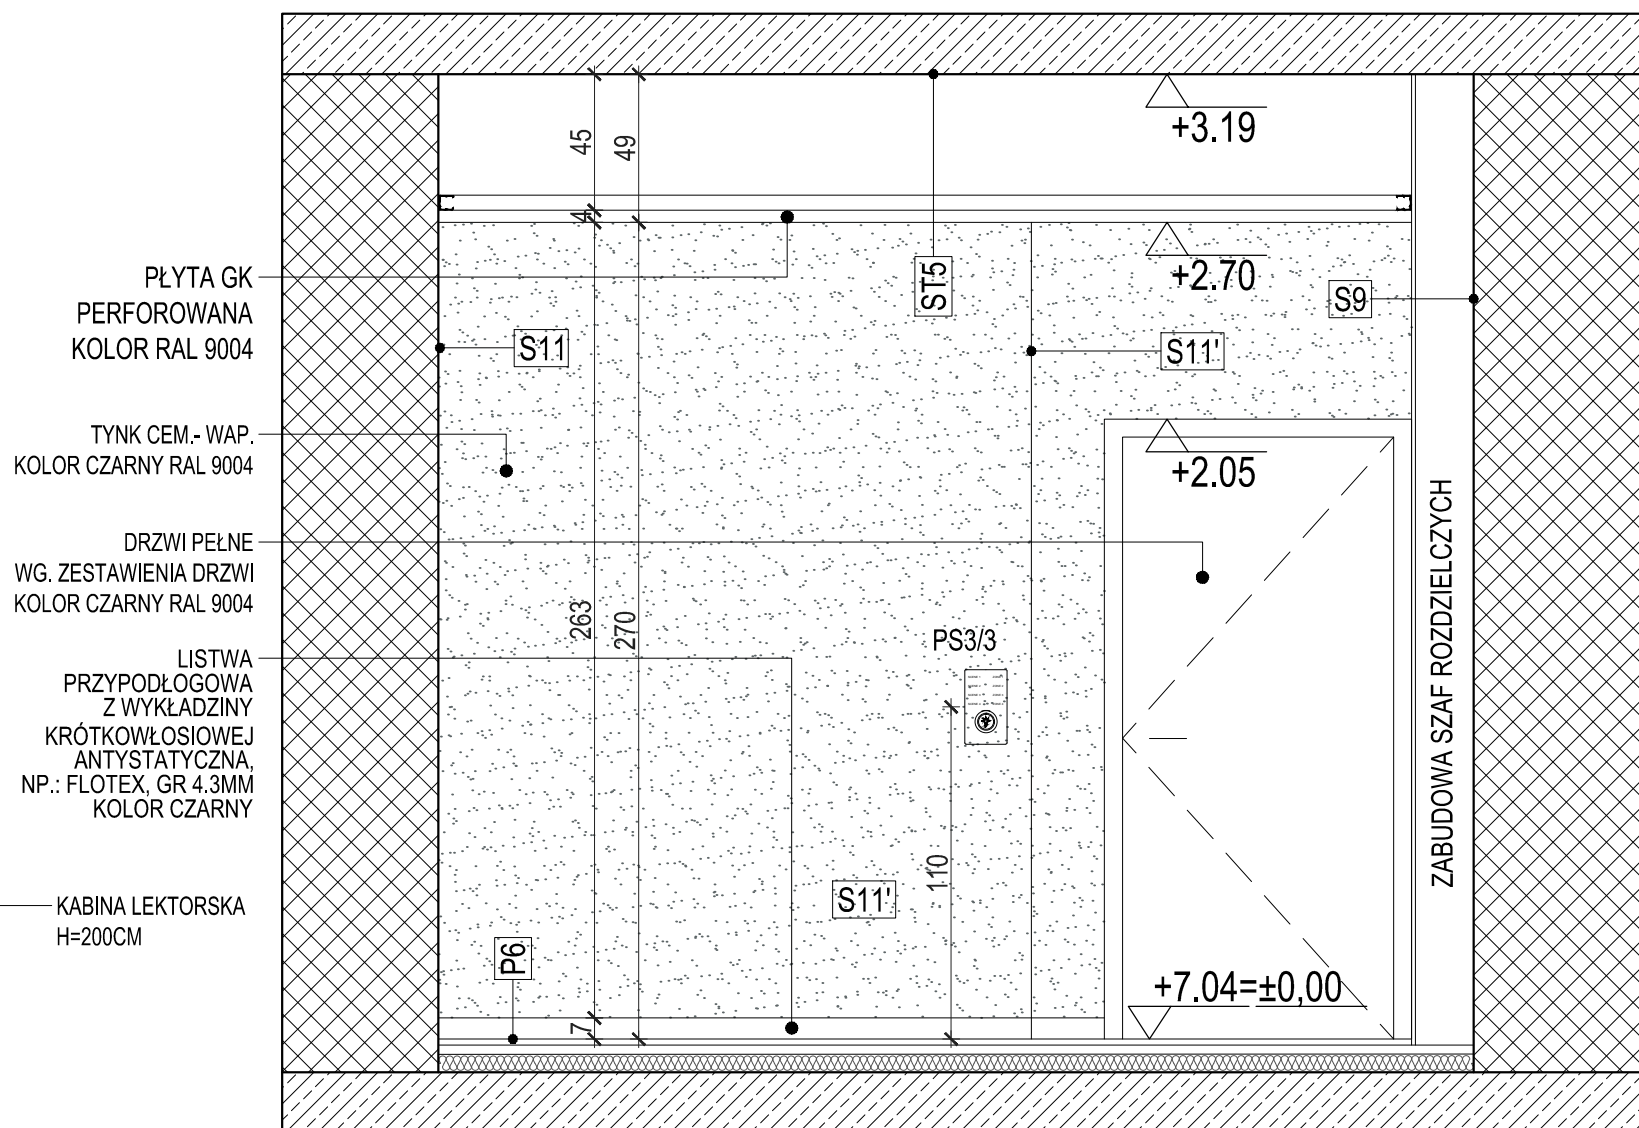 +3.19
45
49
4
PŁYTA GK
PERFOROWANA
KOLOR RAL 9004
ST5
+2.70
S9
S11
S11'
TYNK CEM.- WAP.
KOLOR CZARNY RAL 9004
+2.05
DRZWI PEŁNE
WG. ZESTAWIENIA DRZWI
KOLOR CZARNY RAL 9004
263
270
PS3/3
ZABUDOWA SZAF ROZDZIELCZYCH
LISTWA
PRZYPODŁOGOWA
Z WYKŁADZINY
KRÓTKOWŁOSIOWEJ
ANTYSTATYCZNA,
NP.: FLOTEX, GR 4.3MM
KOLOR CZARNY
110
S11'
KABINA LEKTORSKA
H=200CM
P6
+7.04=±0,00
7